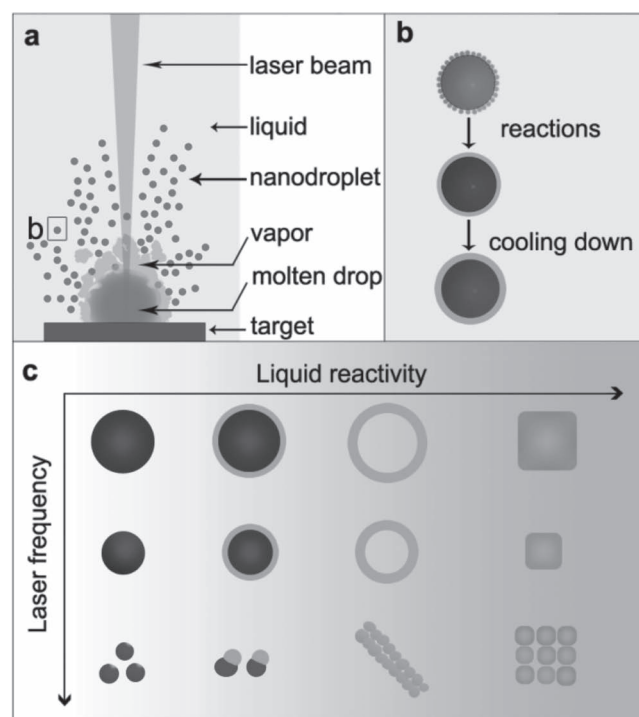 a
laser beam
liquid
nanodroplet
b
vapor
molten drop
target
b
reactions
cooling down
c
Liquid reactivity
Laser frequency